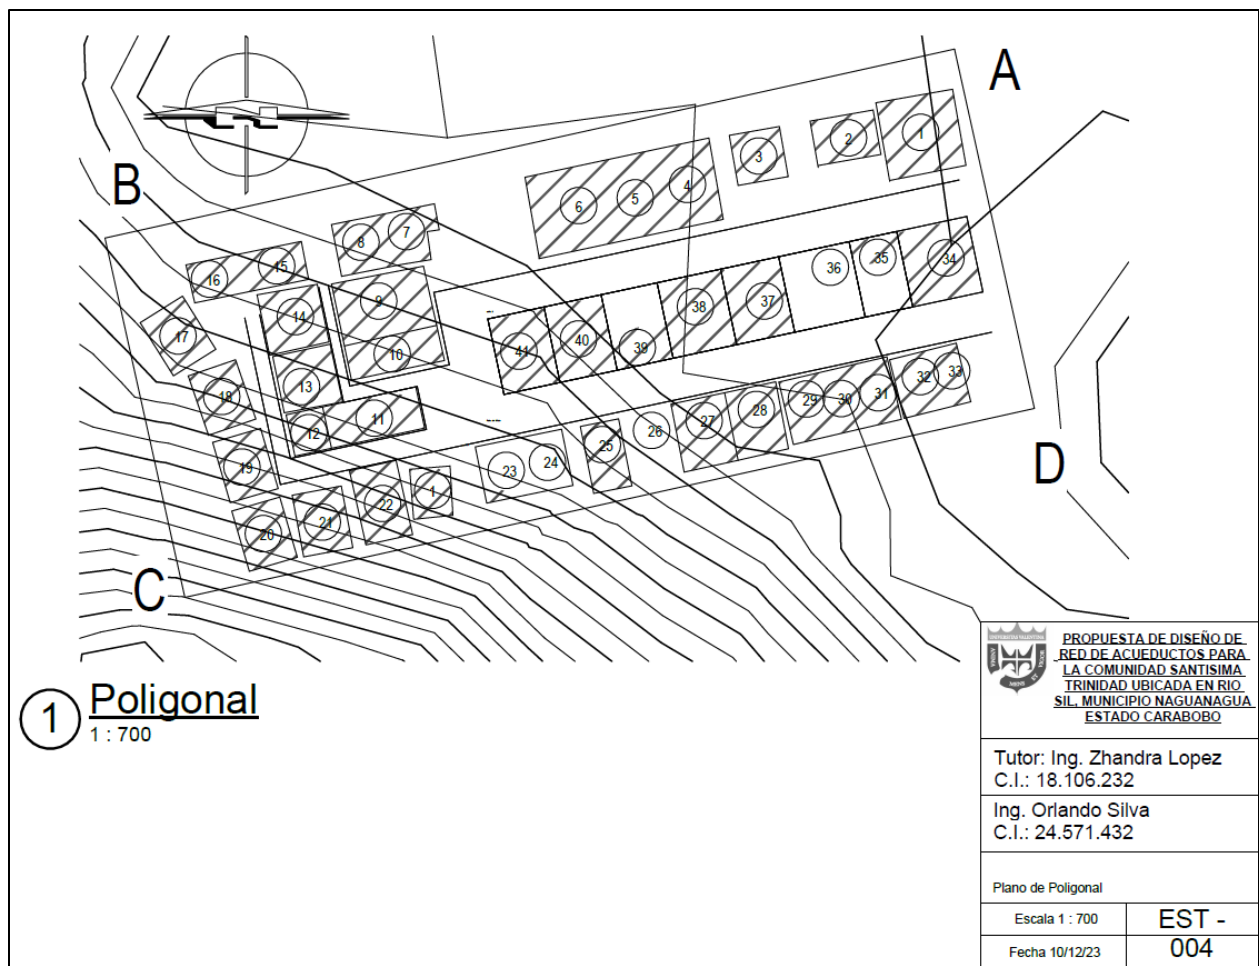 A
B
1
2
3
4
5
6
7
8
15
16
9
14
35
34
36
38
37
17
40
39
41
10
13
18
33
32
31
30
29
28
27
26
25
11
12
24
23
19
1
22
21
20
D
C
1
Poligonal
1 : 700
PROPUESTA DE DISEÑO DE
RED DE ACUEDUCTOS PARA
LA COMUNIDAD SANTISIMA
TRINIDAD UBICADA EN RIO
SIL, MUNICIPIO NAGUANAGUA
ESTADO CARABOBO
Tutor: Ing. Zhandra Lopez
C.I.: 18.106.232
Ing. Orlando Silva
C.I.: 24.571.432
Plano de Poligonal
Escala 1 : 700
EST -
004
Fecha 10/12/23